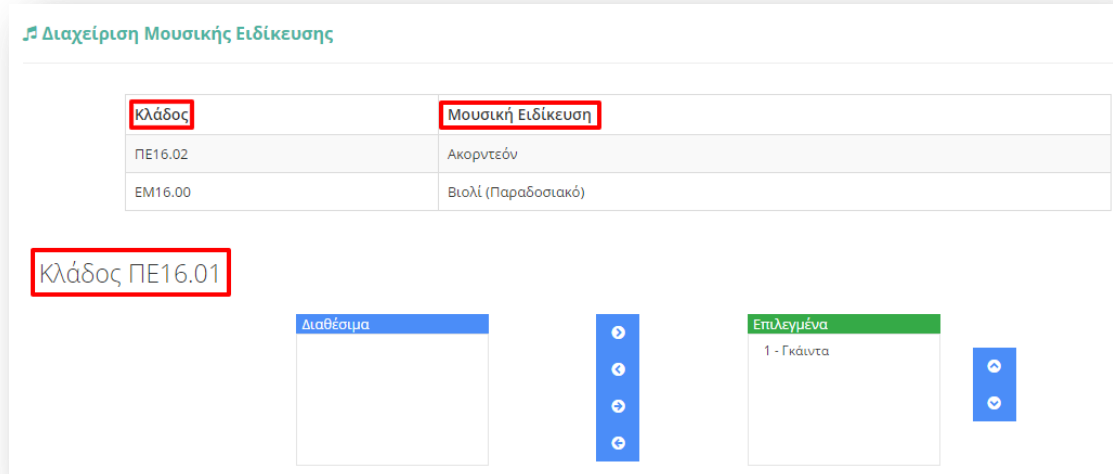 Διαχείριση Μουσικής Ειδίκευσης
Κλάδος Μουσική Ειδίκευση
ΠΕ16.02 Ακορντεόν
ΕΜ16.00 Βιολί (Παραδοσιακό)
Κλάδος ΠΕ16.01
Διαθέσιμα Επιλεγμένα
1 - Γκάιντα